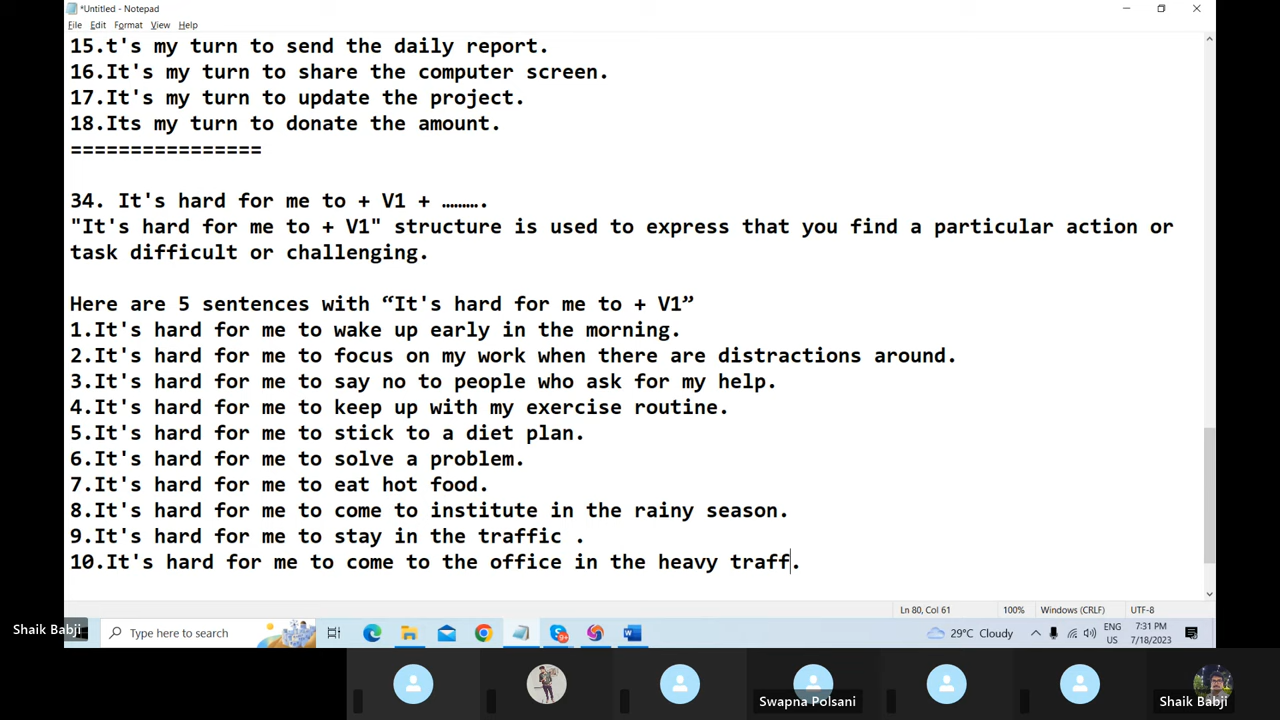 *Untitled - Notepad
File Edit Format View Help
15.t's my turn to send the daily report.
16.It's my turn to share the computer screen.
17.It's my turn to update the project.
18.Its my turn to donate the amount.
================
34. It's hard for me to + V1 + ……….
"It's hard for me to + V1" structure is used to express that you find a particular action or
task difficult or challenging.
Here are 5 sentences with “It's hard for me to + V1”
1.It's hard for me to wake up early in the morning.
2.It's hard for me to focus on my work when there are distractions around.
3.It's hard for me to say no to people who ask for my help.
4.It's hard for me to keep up with my exercise routine.
5.It's hard for me to stick to a diet plan.
6.It's hard for me to solve a problem.
7.It's hard for me to eat hot food.
8.It's hard for me to come to institute in the rainy season.
9.It's hard for me to stay in the traffic .
10.It's hard for me to come to the office in the heavy traff.
Ln 80, Col 61 100% Windows (CRLF) UTF-8
Shaik Babji Type here to search 29°C Cloudy ENG US 7:31 PM 7/18/2023
Swapna Polsani Shaik Babji